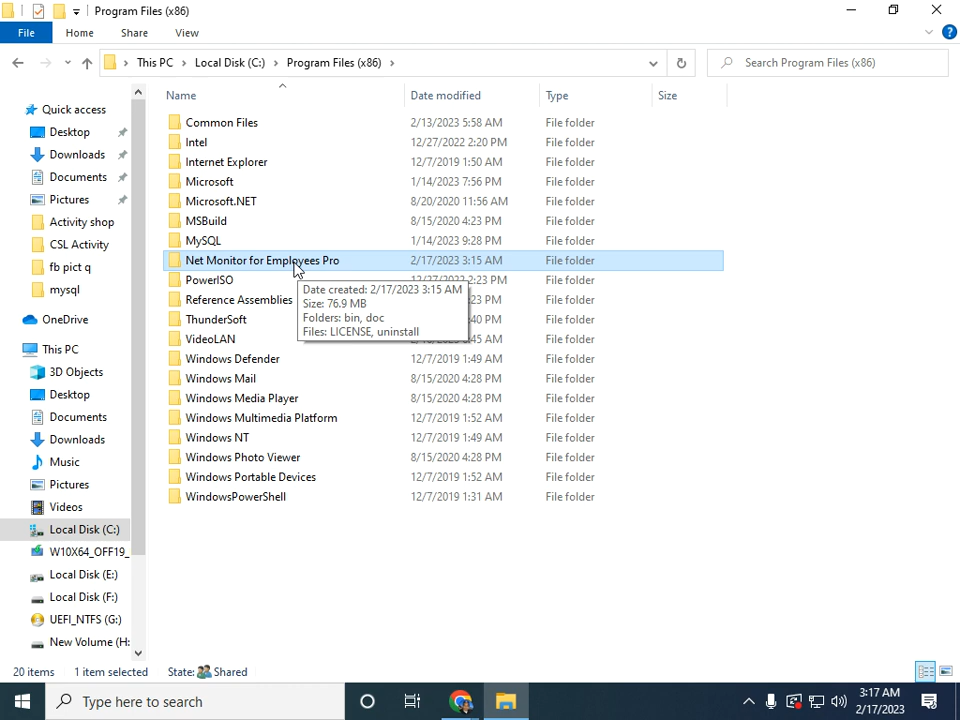 Program Files (x86)
File Home Share View
This PC Local Disk (C:) Program Files (x86) Search Program Files (x86)
Name Date modified Type Size
Quick access
Desktop
Downloads
Documents
Pictures
Activity shop
CSL Activity
fb pict q
mysql
OneDrive
This PC
3D Objects
Desktop
Documents
Downloads
Music
Pictures
Videos
Local Disk (C:)
W10X64_OFF19_
Local Disk (E:)
Local Disk (F:)
UEFI_NTFS (G:)
New Volume (H:
Common Files 2/13/2023 5:58 AM File folder
Intel 12/27/2022 2:20 PM File folder
Internet Explorer 12/7/2019 1:50 AM File folder
Microsoft 1/14/2023 7:56 PM File folder
Microsoft.NET 8/20/2020 11:56 AM File folder
MSBuild 8/15/2020 4:23 PM File folder
MySQL 1/14/2023 9:28 PM File folder
Net Monitor for Employees Pro 2/17/2023 3:15 AM File folder
PowerISO 12/27/2022 2:23 PM File folder
Reference Assemblies :23 PM File folder
ThunderSoft :40 PM File folder
VideoLAN :45 AM File folder
Windows Defender 12/7/2019 1:49 AM File folder
Windows Mail 8/15/2020 4:28 PM File folder
Windows Media Player 8/15/2020 4:28 PM File folder
Windows Multimedia Platform 12/7/2019 1:52 AM File folder
Windows NT 12/7/2019 1:49 AM File folder
Windows Photo Viewer 8/15/2020 4:28 PM File folder
Windows Portable Devices 12/7/2019 1:52 AM File folder
WindowsPowerShell 12/7/2019 1:31 AM File folder
Date created: 2/17/2023 3:15 AM
Size: 76.9 MB
Folders: bin, doc
Files: LICENSE, uninstall
20 items 1 item selected State: Shared
Type here to search
3:17 AM
2/17/2023